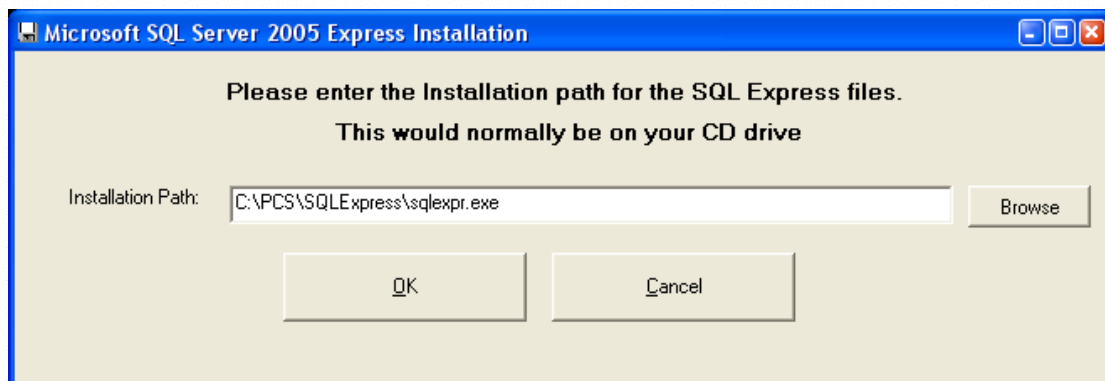 Microsoft SQL Server 2005 Express Installation
Please enter the Installation path for the SQL Express files.
This would normally be on your CD drive
Installation Path: C:\PCS\SQLExpress\sqlexpr.exe Browse
OK Cancel